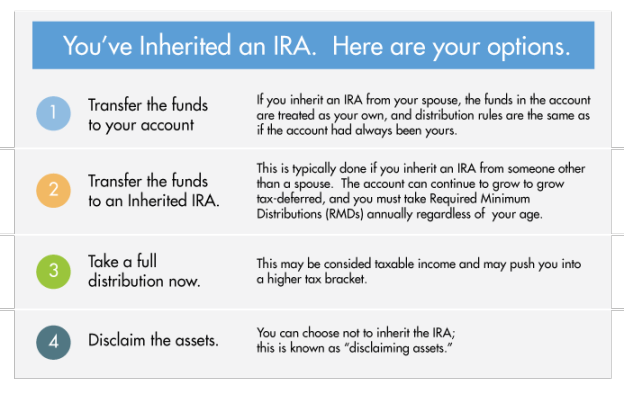 You've Inherited an IRA.  Here are your options.
1
Transfer the funds
to your account
If you inherit an IRA from your spouse, the funds in the account
are treated as your own, and distribution rules are the same as
if the account had always been yours.
2
Transfer the funds
to an Inherited IRA.
This is typically done if you inherit an IRA from someone other
than a spouse.  The account can continue to grow to grow
tax-deferred, and you must take Required Minimum
Distributions (RMDs) annually regardless of  your age.
3
Take a full
distribution now.
This may be consided taxable income and may push you into
a higher tax bracket.
4
Disclaim the assets.
You can choose not to inherit the IRA;
this is known as “disclaiming assets.”